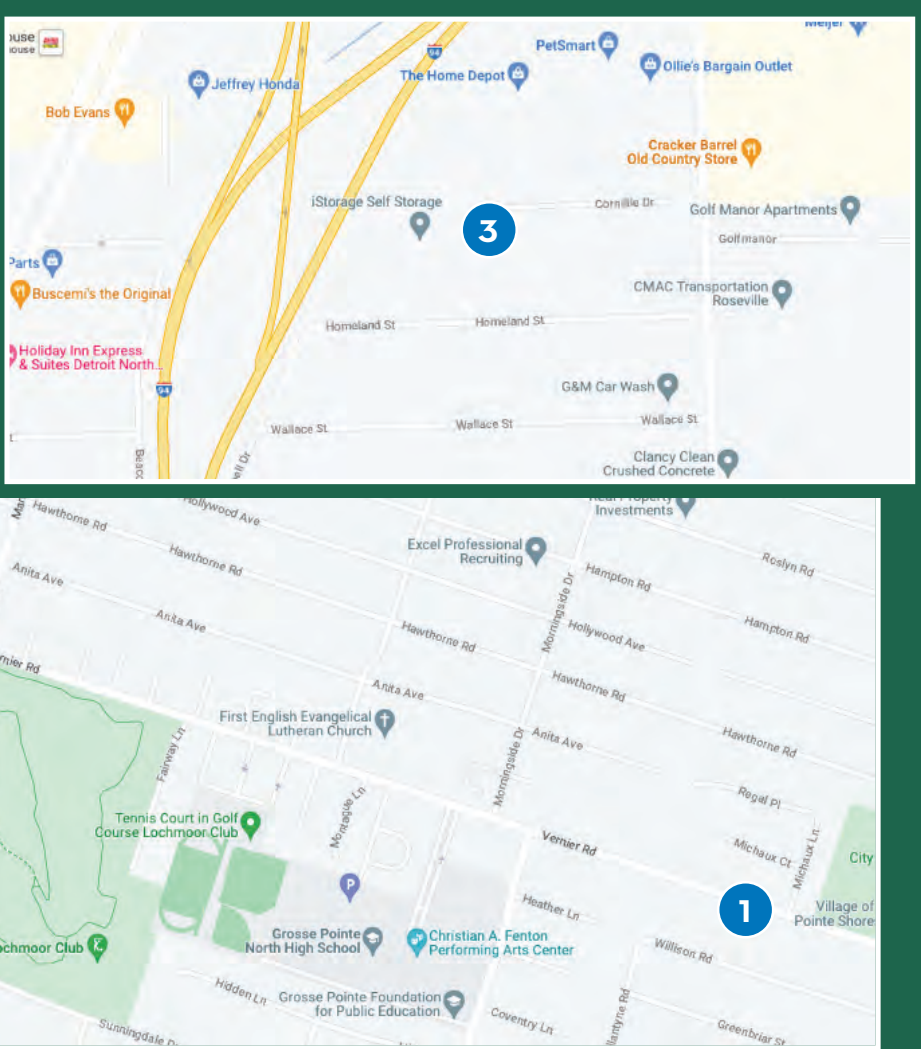 Meijer
PetSmart
Ollie's Bargain Outlet
94
The Home Depot
Jeffrey Honda
Bob Evans
Cracker Barrel
Old Country Store
iStorage Self Storage
3
Cornillie Dr
Golf Manor Apartments
Golfmanor
Parts
Buscemi's the Original
CMAC Transportation
Roseville
Homeland St
Homeland St
Holiday Inn Express
& Suites Detroit North...
94
G&M Car Wash
Wallace St
Wallace St
Wallace St
Clancy Clean
Crushed Concrete
Hollywood Ave
Hawthorne Rd
Investments
Excel Professional
Recruiting
Roslyn Rd
Hawthorne Rd
Anita Ave
Hampton Rd
Morningside Dr
Hampton Rd
Anita Ave
Hollywood Ave
Hawthorne Rd
Hawthorne Rd
Anita Ave
First English Evangelical
Lutheran Church
Fairway Ln
Morningside Dr
Anita Ave
Hawthorne Rd
Regal Pl
Montague Ln
Tennis Court in Golf
Course Lochmoor Club
Vernier Rd
Michaux Ct
Michaux Ln
City
P
Heather Ln
1
Village of
Pointe Shore
Grosse Pointe
North High School
Christian A. Fenton
Performing Arts Center
Willison Rd
Hidden Ln
Grosse Pointe Foundation
for Public Education
Coventry Ln
Greenbriar St